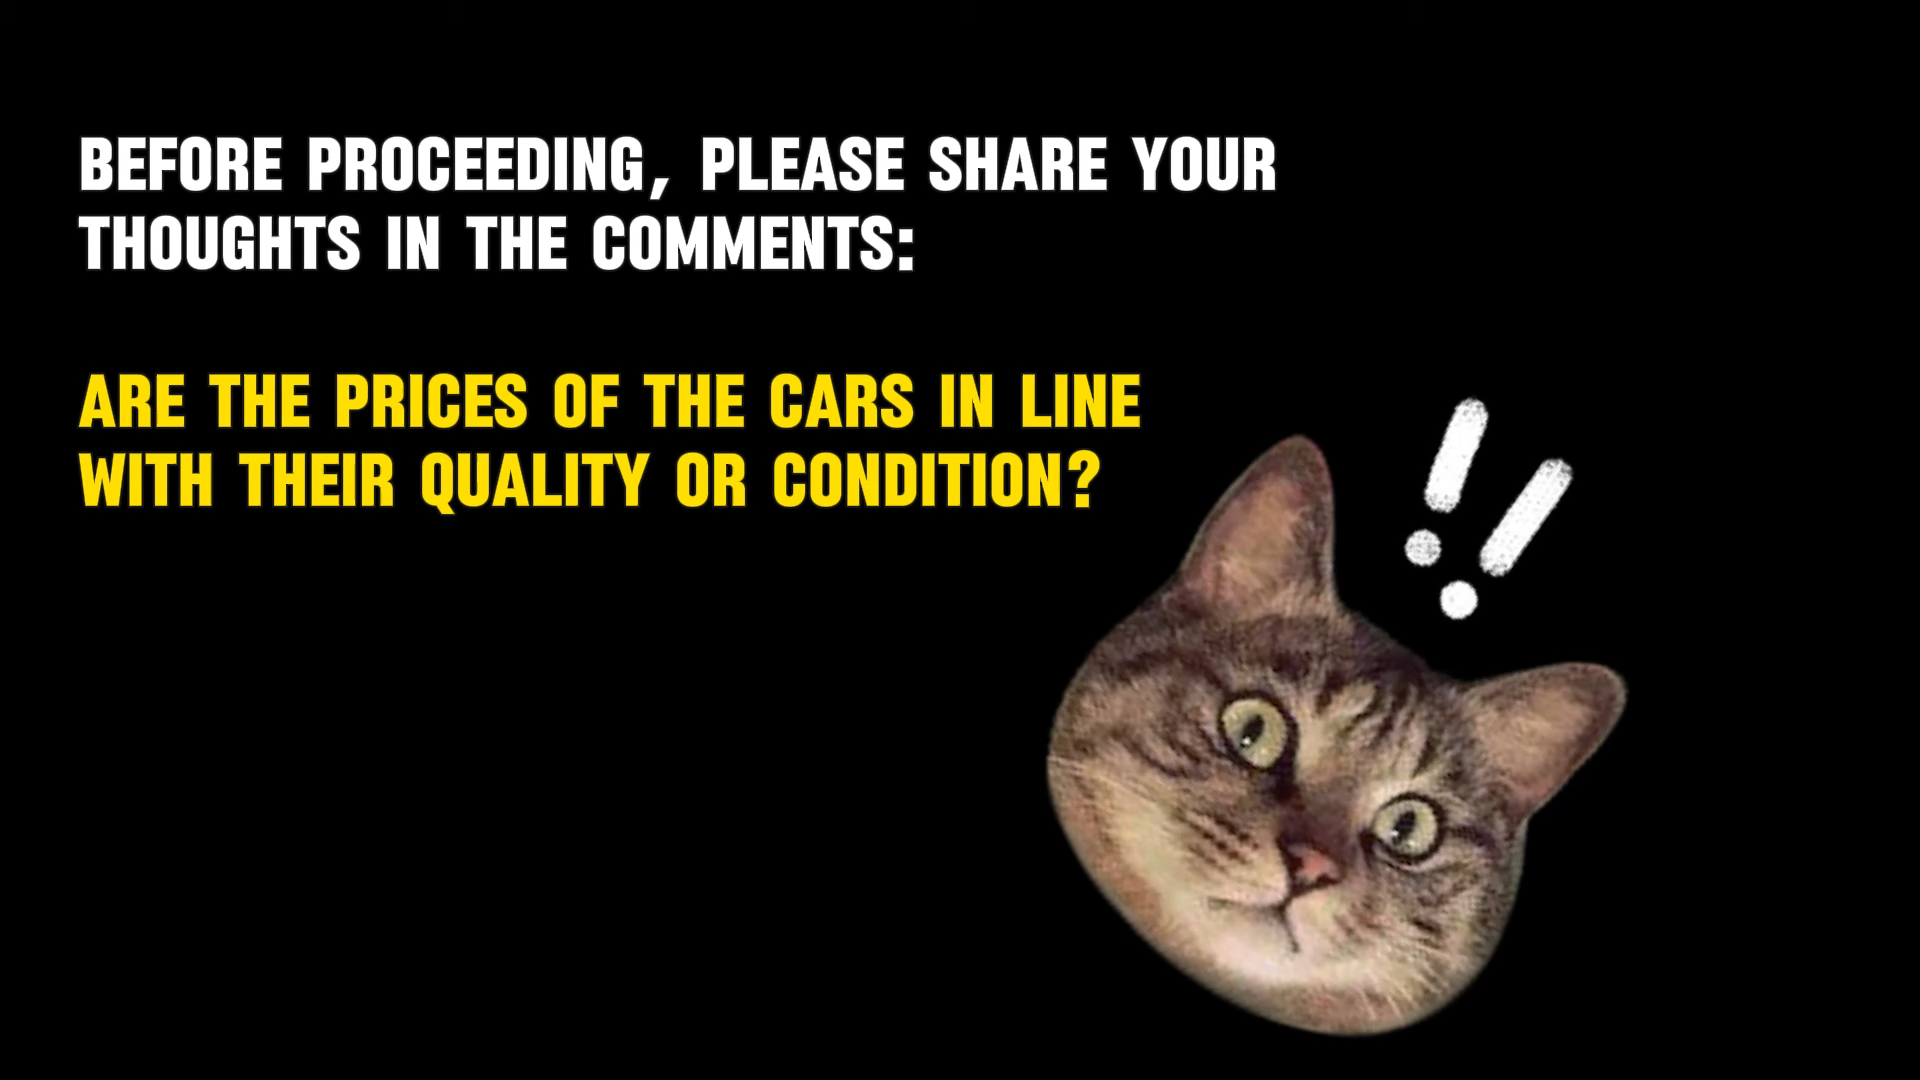 BEFORE PROCEEDING, PLEASE SHARE YOUR
THOUGHTS IN THE COMMENTS:
ARE THE PRICES OF THE CARS IN LINE
WITH THEIR QUALITY OR CONDITION?
!!